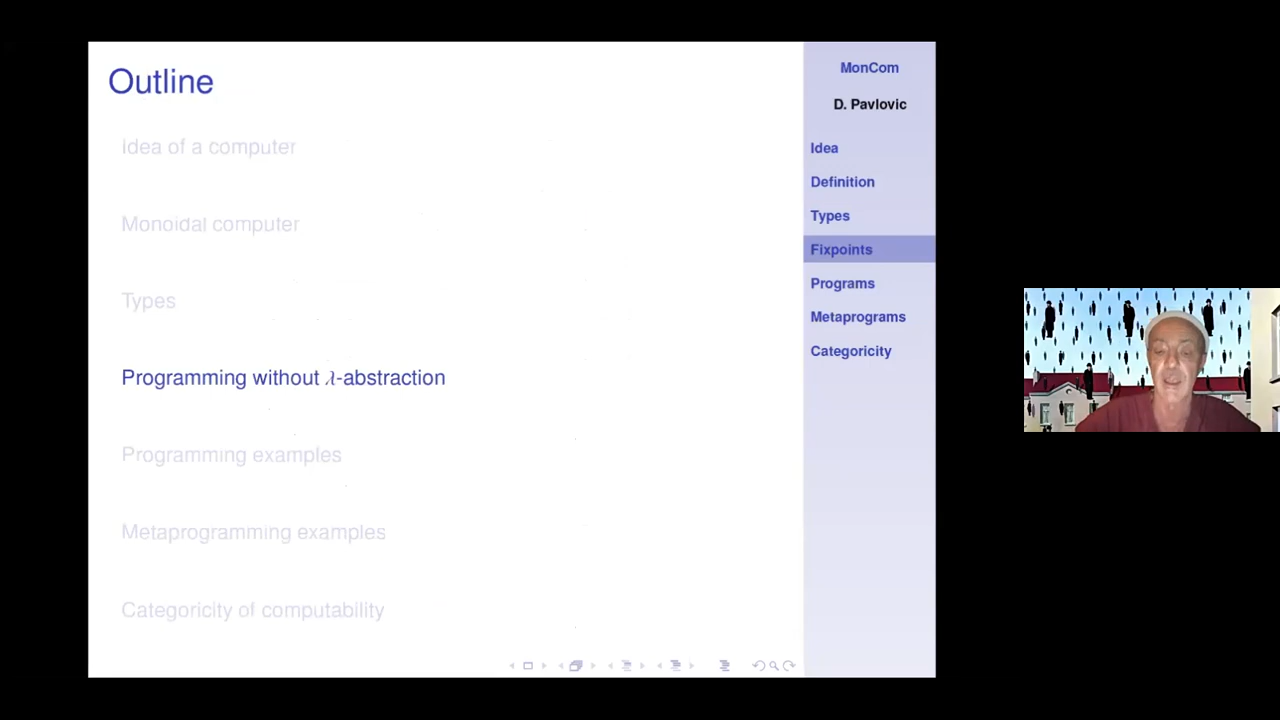 Outline
Idea of a computer
Monoidal computer
Types
Programming without λ-abstraction
Programming examples
Metaprogramming examples
Categoricity of computability
MonCom
D. Pavlovic
Idea
Definition
Types
Fixpoints
Programs
Metaprograms
Categoricity